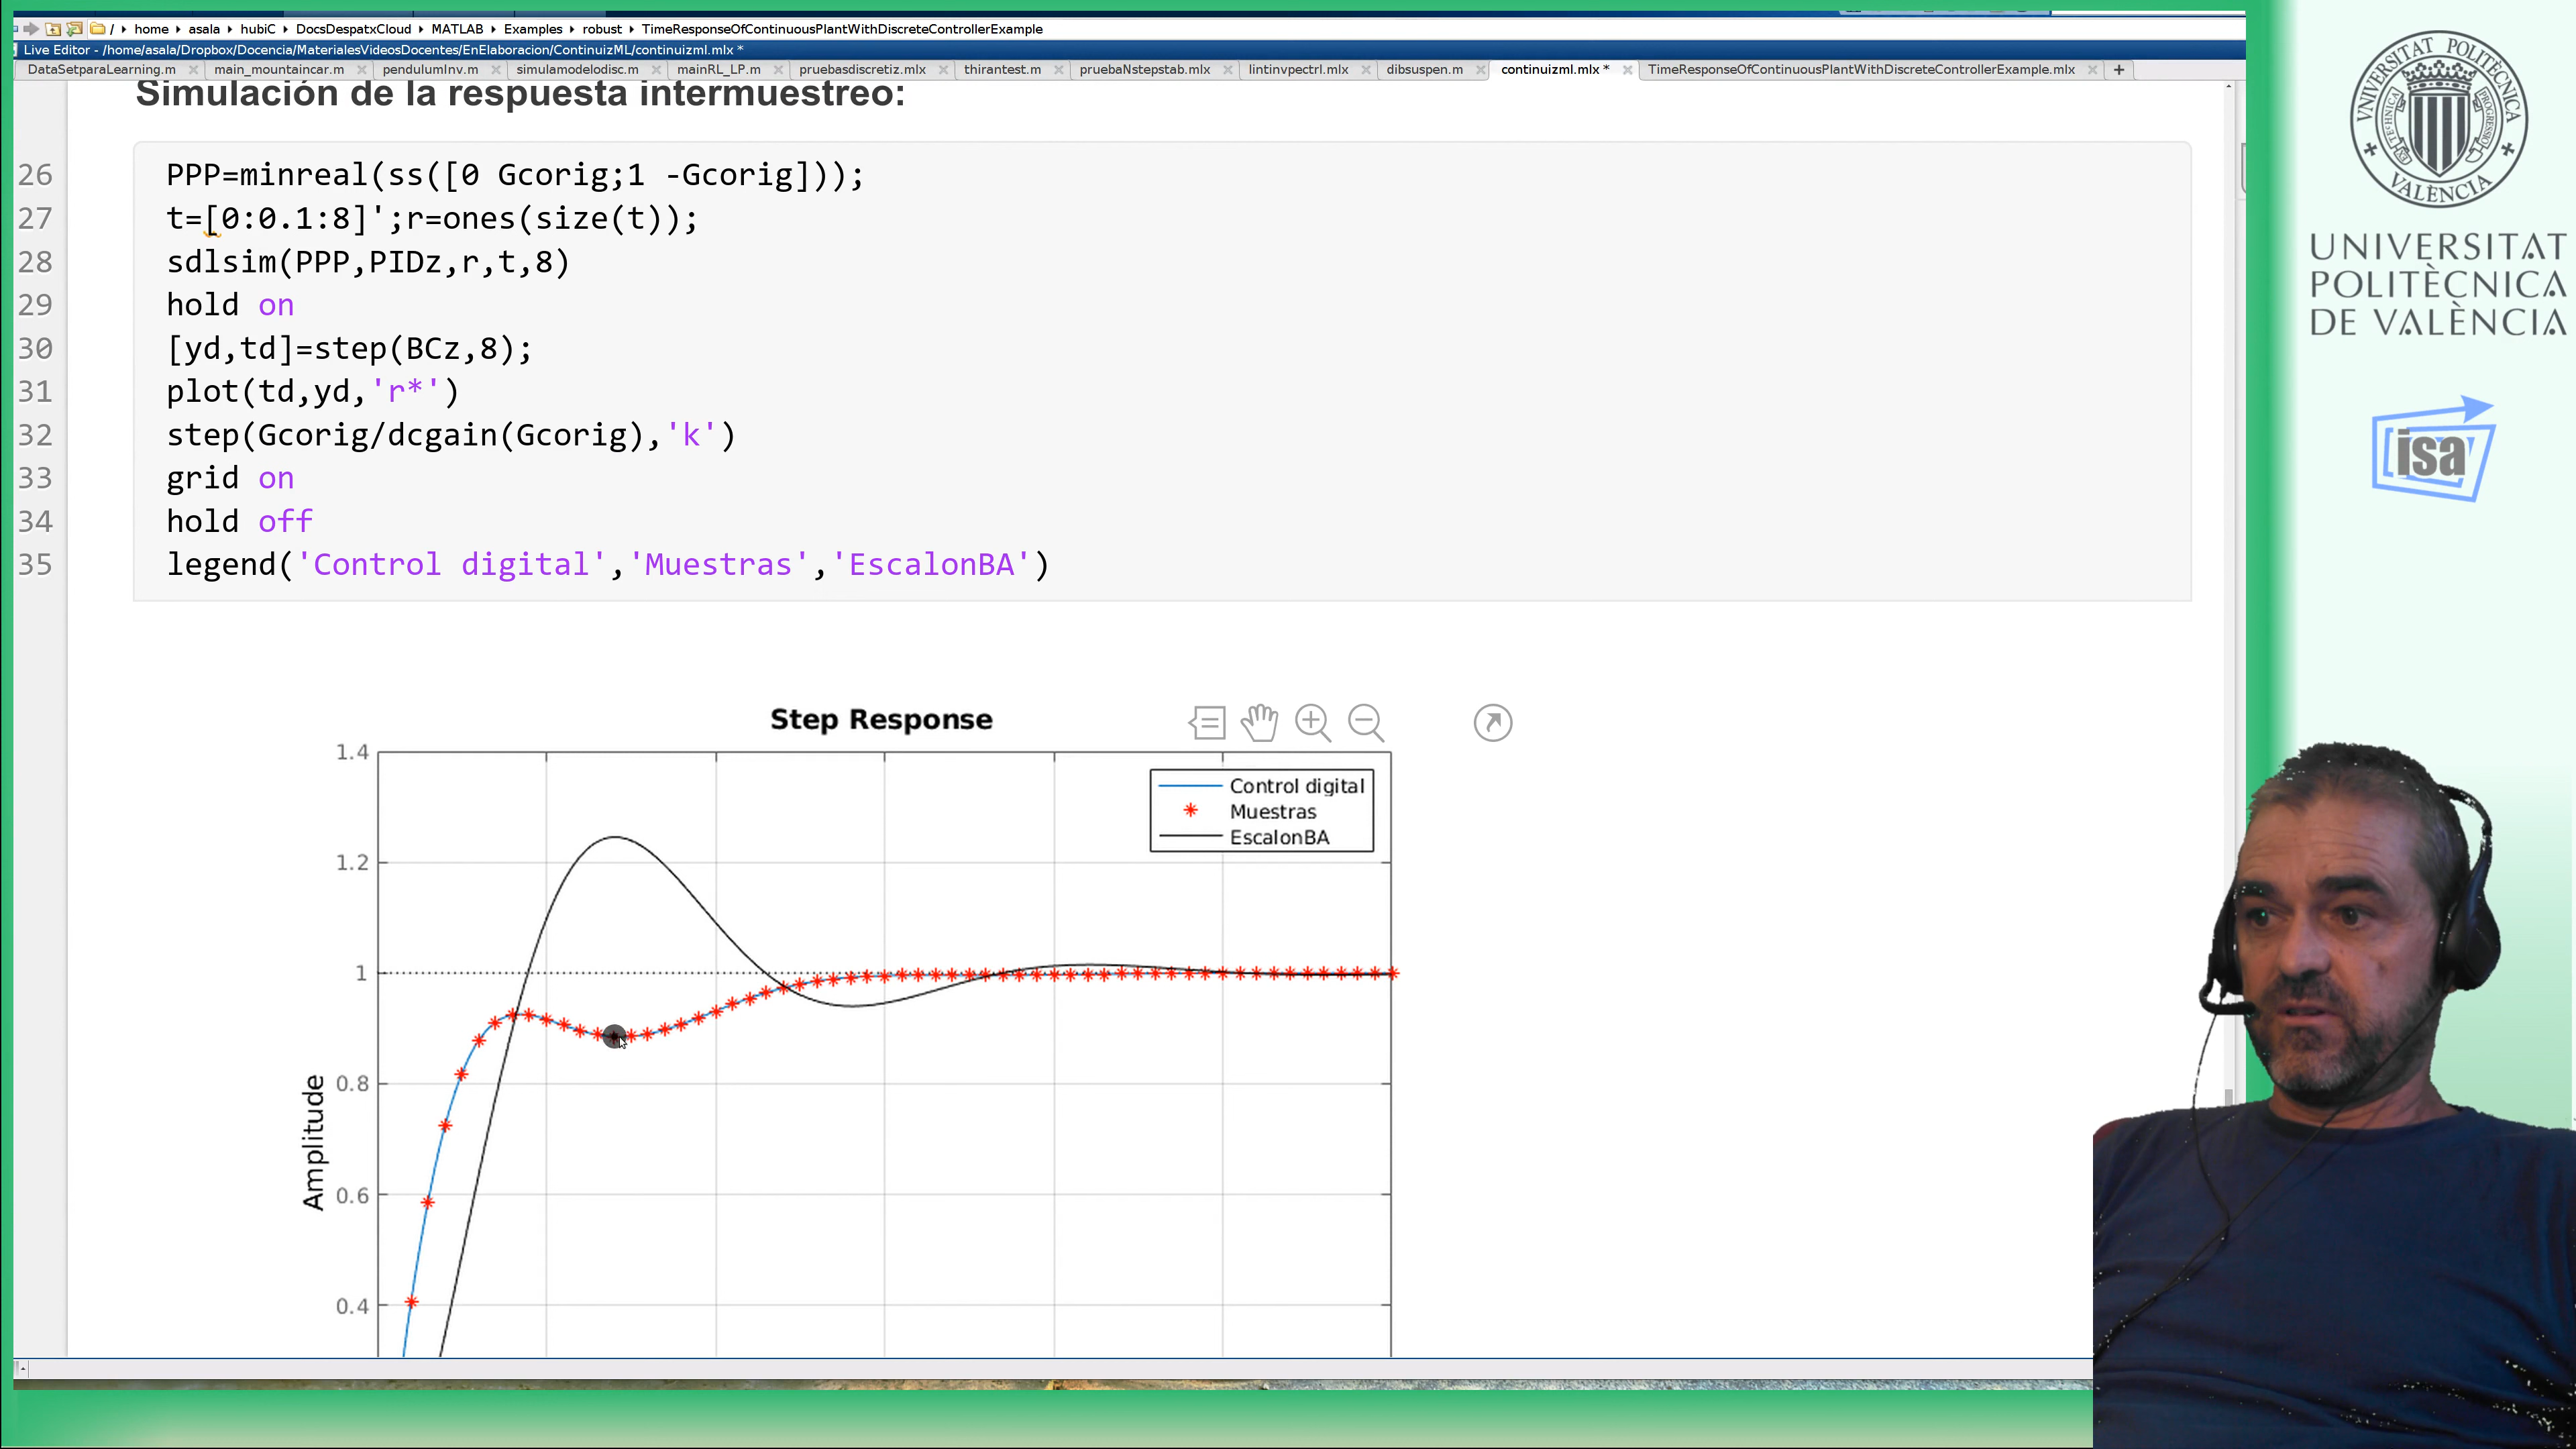 / home asala hubiC DocsDespatxCloud MATLAB Examples robust TimeResponseOfContinuousPlantWithDiscreteControllerExample
Live Editor - /home/asala/Dropbox/Docencia/MaterialesVideosDocentes/EnElaboracion/ContinuizML/continuizml.mlx *
DataSetparaLearning.m main_mountaincar.m pendulumInv.m simulamodelodisc.m mainRL_LP.m pruebasdiscretiz.mlx thirantest.m pruebaNstepstab.mlx lintinvpectrl.mlx dibsuspen.m continuizml.mlx * TimeResponseOfContinuousPlantWithDiscreteControllerExample.mlx +
Simulación de la respuesta intermuestreo:
26 PPP=minreal(ss([0 Gcorig;1 -Gcorig]));
27 t=[0:0.1:8]';r=ones(size(t));
28 sdlsim(PPP,PIDz,r,t,8)
29 hold on
30 [yd,td]=step(BCz,8);
31 plot(td,yd,'r*')
32 step(Gcorig/dcgain(Gcorig),'k')
33 grid on
34 hold off
35 legend('Control digital','Muestras','EscalonBA')
Step Response
1.4
1.2
1
0.8
0.6
0.4
Amplitude
Control digital
Muestras
EscalonBA
UNIVERSITAT POLITÈCNICA
VALÈNCIA
UNIVERSITAT
POLITÈCNICA
DE VALÈNCIA
isa